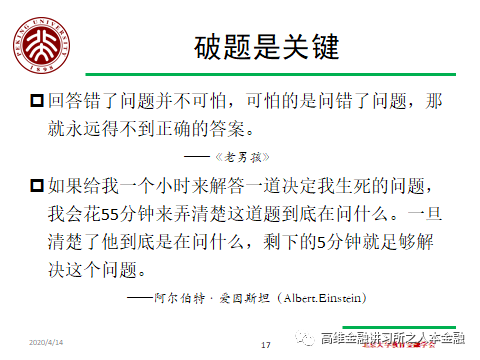 PEKING UNIVERSITY
1898
破题是关键
回答错了问题并不可怕，可怕的是问错了问题，那
就永远得不到正确的答案。
——《老男孩》
如果给我一个小时来解答一道决定我生死的问题，
我会花55分钟来弄清楚这道题到底在问什么。一旦
清楚了他到底是在问什么，剩下的5分钟就足够解
决这个问题。
——阿尔伯特·爱因斯坦（Albert.Einstein）
2020/4/14
17
高维金融讲习所之人本金融